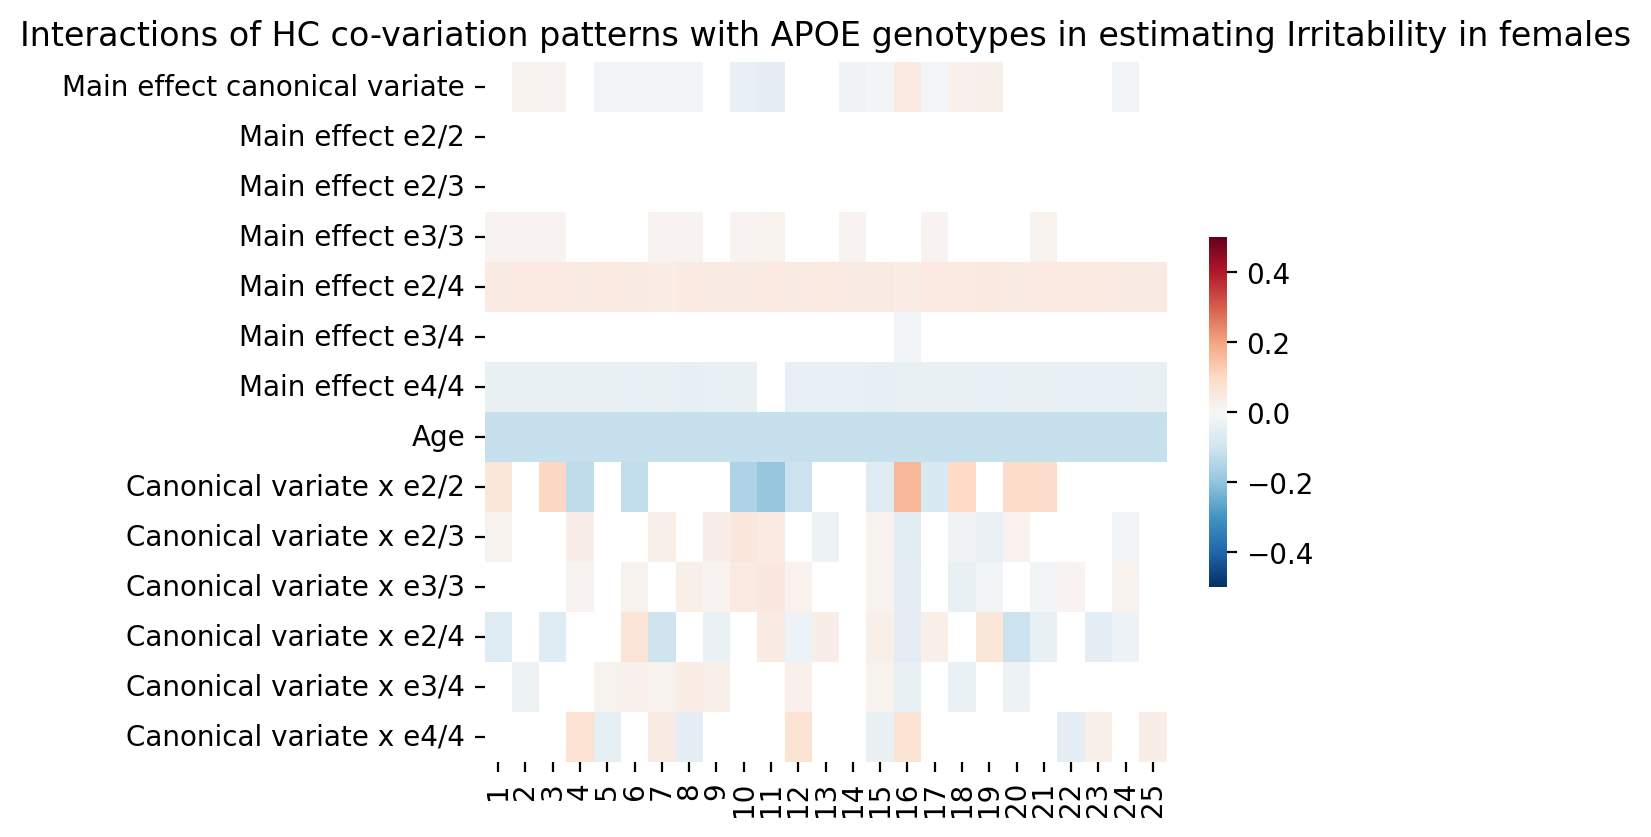 Interactions of HC co-variation patterns with APOE genotypes in estimating Irritability in females
Main effect canonical variate
Main effect e2/2
Main effect e2/3
Main effect e3/3
Main effect e2/4
Main effect e3/4
Main effect e4/4
Age
Canonical variate x e2/2
Canonical variate x e2/3
Canonical variate x e3/3
Canonical variate x e2/4
Canonical variate x e3/4
Canonical variate x e4/4
1 2 3 4 5 6 7 8 9 10 11 12 13 14 15 16 17 18 19 20 21 22 23 24 25
0.4
0.2
0.0
−0.2
−0.4